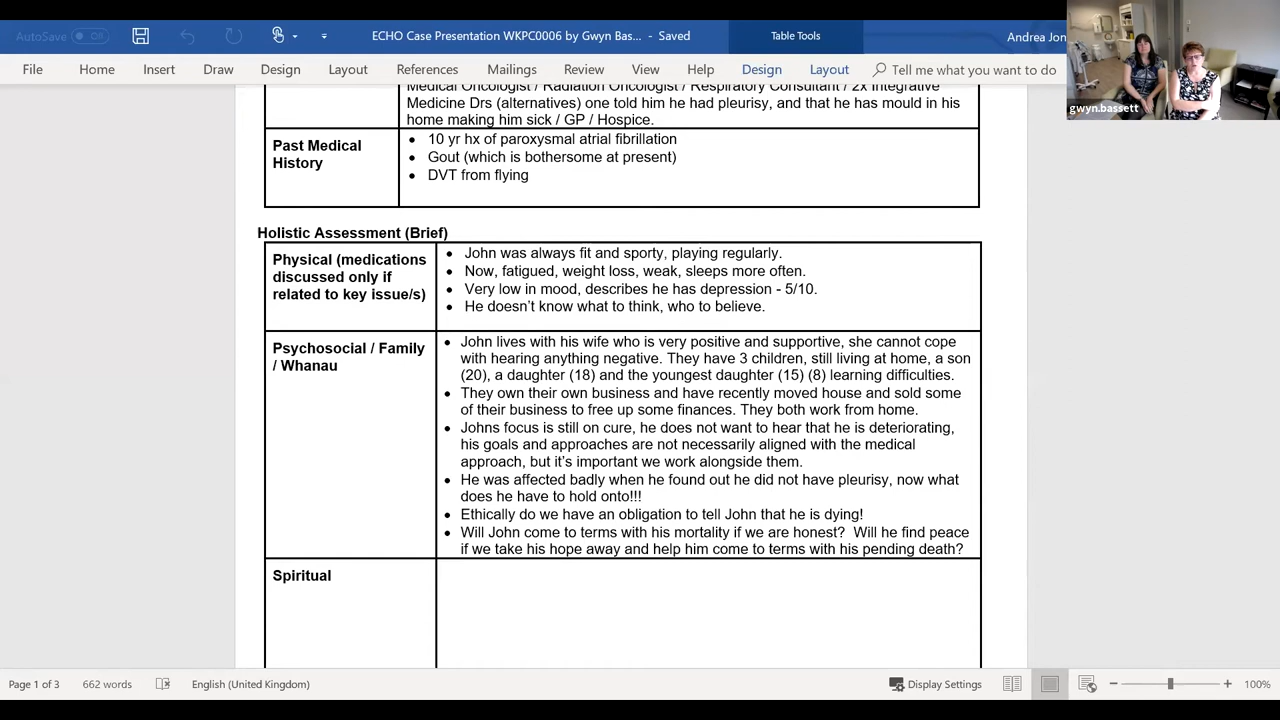 AutoSave Off
ECHO Case Presentation WKPC0006 by Gwyn Bas... - Saved
Table Tools
Andrea Jon
File Home Insert Draw Design Layout References Mailings Review View Help Design Layout Tell me what you want to do
gwyn.bassett
Medical Oncologist / Radiation Oncologist / Respiratory Consultant / 2x Integrative
Medicine Drs (alternatives) one told him he had pleurisy, and that he has mould in his
home making him sick / GP / Hospice.
Past Medical
History
• 10 yr hx of paroxysmal atrial fibrillation
• Gout (which is bothersome at present)
• DVT from flying
Holistic Assessment (Brief)
Physical (medications
discussed only if
related to key issue/s)
• John was always fit and sporty, playing regularly.
• Now, fatigued, weight loss, weak, sleeps more often.
• Very low in mood, describes he has depression - 5/10.
• He doesn't know what to think, who to believe.
Psychosocial / Family
/ Whanau
• John lives with his wife who is very positive and supportive, she cannot cope
with hearing anything negative. They have 3 children, still living at home, a son
(20), a daughter (18) and the youngest daughter (15) (8) learning difficulties.
• They own their own business and have recently moved house and sold some
of their business to free up some finances. They both work from home.
• Johns focus is still on cure, he does not want to hear that he is deteriorating,
his goals and approaches are not necessarily aligned with the medical
approach, but it's important we work alongside them.
• He was affected badly when he found out he did not have pleurisy, now what
does he have to hold onto!!!
• Ethically do we have an obligation to tell John that he is dying!
• Will John come to terms with his mortality if we are honest? Will he find peace
if we take his hope away and help him come to terms with his pending death?
Spiritual
Page 1 of 3 662 words English (United Kingdom) Display Settings 100%